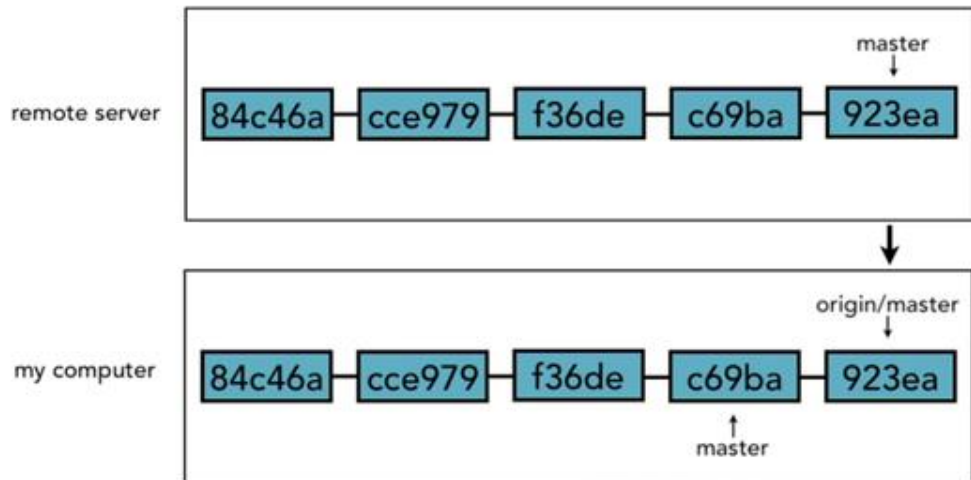 master
remote server
84c46a cce979 f36de c69ba 923ea
origin/master
my computer
84c46a cce979 f36de c69ba 923ea
master